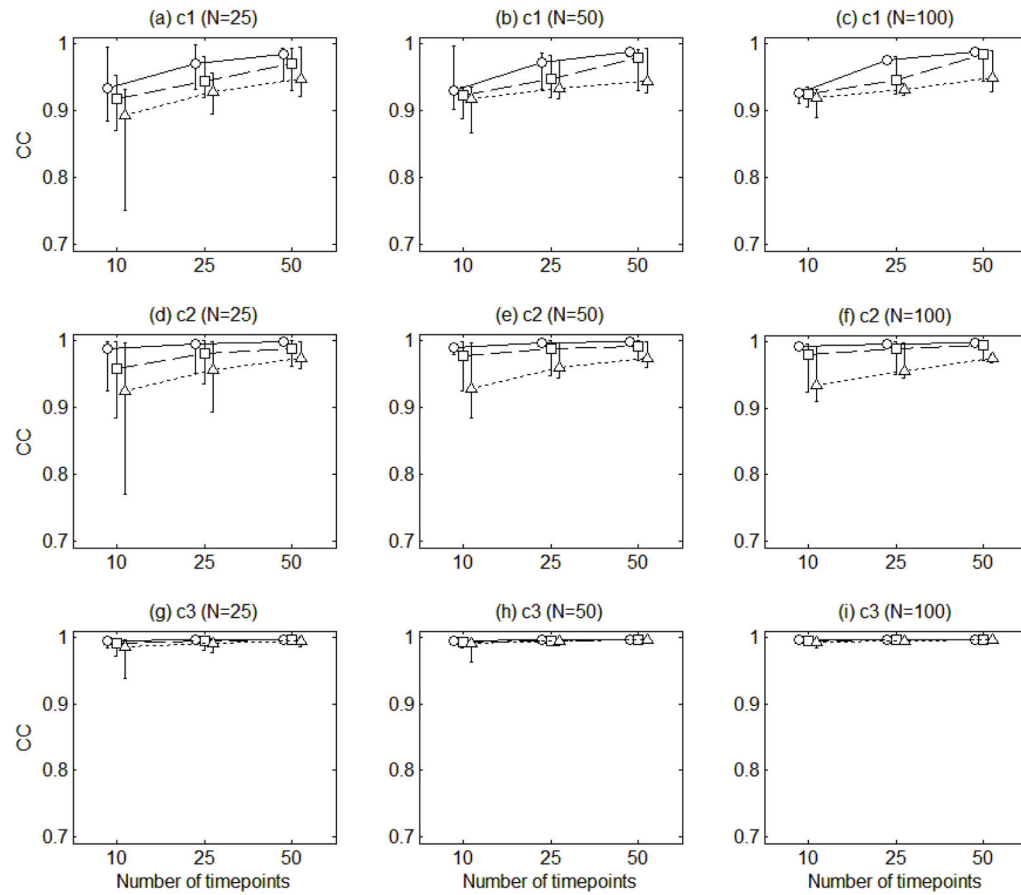 (a) c1 (N=25)
(b) c1 (N=50)
(c) c1 (N=100)
CC
1
0.9
0.8
0.7
10 25 50
1
0.9
0.8
0.7
10 25 50
1
0.9
0.8
0.7
10 25 50
(d) c2 (N=25)
(e) c2 (N=50)
(f) c2 (N=100)
CC
1
0.9
0.8
0.7
10 25 50
1
0.9
0.8
0.7
10 25 50
1
0.9
0.8
0.7
10 25 50
(g) c3 (N=25)
(h) c3 (N=50)
(i) c3 (N=100)
CC
1
0.9
0.8
0.7
10 25 50
Number of timepoints
1
0.9
0.8
0.7
10 25 50
Number of timepoints
1
0.9
0.8
0.7
10 25 50
Number of timepoints